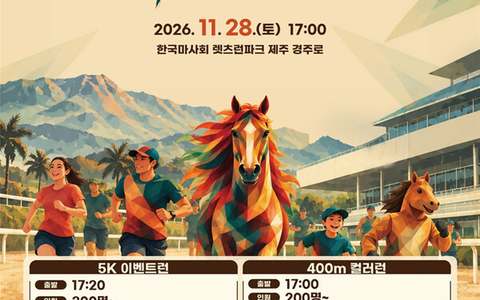 2026. 11. 28.(토) 17:00
한국마사회 렛츠런파크 제주 경주로
5K 이벤트런
출발 17:20
400m 컬러런
출발 17:00
인원 200명~